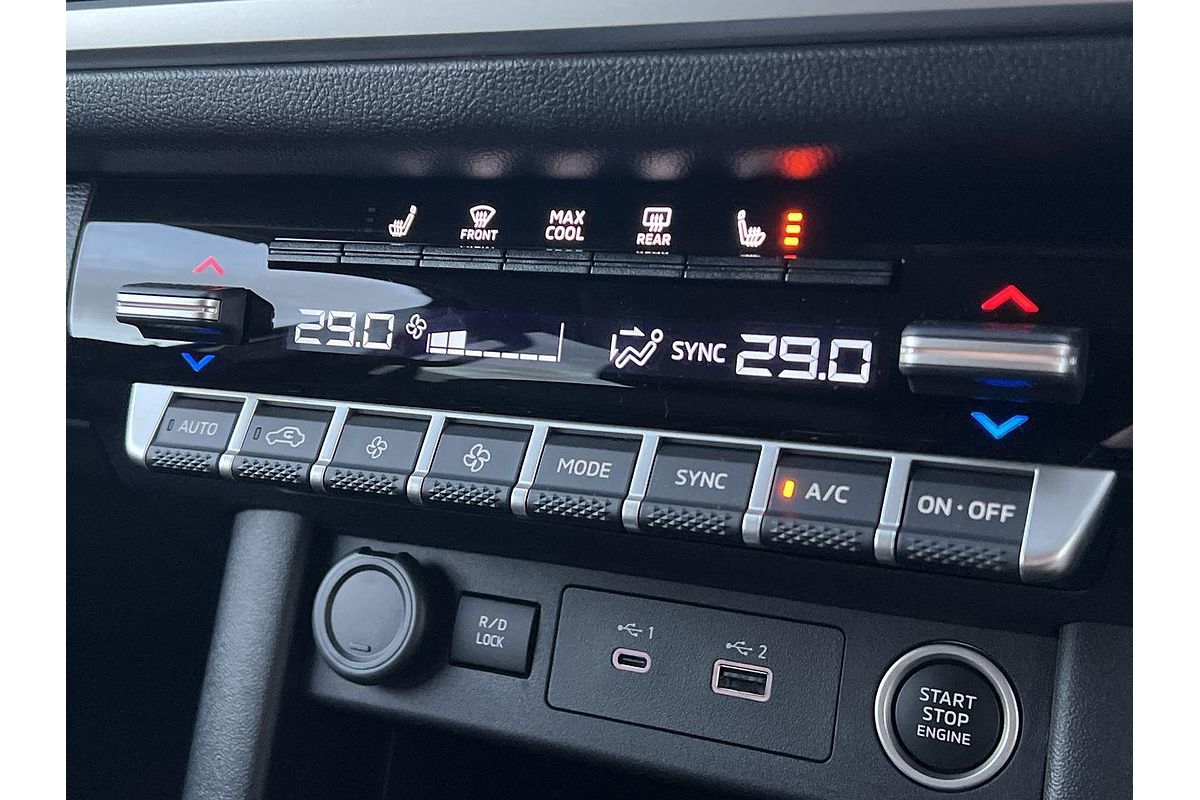 FRONT
MAX
COOL
REAR
29.0
SYNC 29.0
AUTO
MODE
SYNC
A/C
ON·OFF
R/D
LOCK
1
2
START
STOP
ENGINE